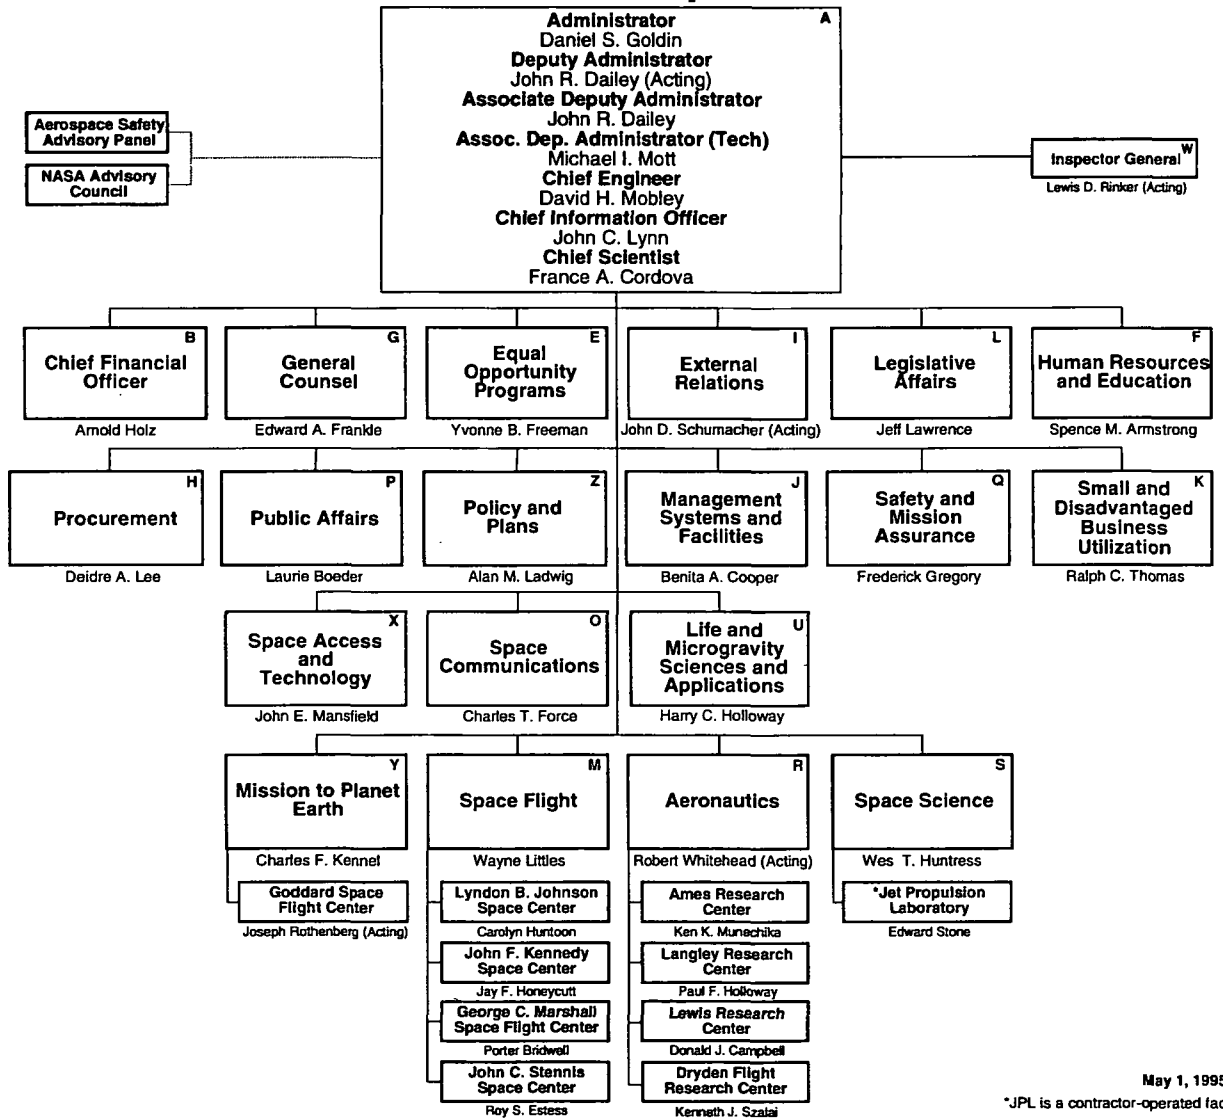 Administrator
A
Daniel S. Goldin
Deputy Administrator
John R. Dailey (Acting)
Associate Deputy Administrator
John R. Dailey
Assoc. Dep. Administrator (Tech)
Michael I. Mott
Chief Engineer
David H. Mobley
Chief Information Officer
John C. Lynn
Chief Scientist
France A. Cordova
Aerospace Safety
Advisory Panel
NASA Advisory
Council
Inspector General W
Lewis D. Rinker (Acting)
B
Chief Financial
Officer
Arnold Holz
G
General
Counsel
Edward A. Frankle
E
Equal
Opportunity
Programs
Yvonne B. Freeman
I
External
Relations
John D. Schumacher (Acting)
L
Legislative
Affairs
Jeff Lawrence
F
Human Resources
and Education
Spence M. Armstrong
H
Procurement
Deidre A. Lee
P
Public Affairs
Laurie Boeder
Z
Policy and
Plans
Alan M. Ladwig
J
Management
Systems and
Facilities
Benita A. Cooper
Q
Safety and
Mission
Assurance
Frederick Gregory
K
Small and
Disadvantaged
Business
Utilization
Ralph C. Thomas
X
Space Access
and
Technology
John E. Mansfield
O
Space
Communications
Charles T. Force
U
Life and
Microgravity
Sciences and
Applications
Harry C. Holloway
Y
Mission to Planet
Earth
Charles F. Kennel
Goddard Space
Flight Center
Joseph Rothenberg (Acting)
M
Space Flight
Wayne Littles
Lyndon B. Johnson
Space Center
Carolyn Huntoon
John F. Kennedy
Space Center
Jay F. Honeycutt
George C. Marshall
Space Flight Center
Porter Bridwell
John C. Stennis
Space Center
Roy S. Estess
R
Aeronautics
Robert Whitehead (Acting)
Ames Research
Center
Ken K. Munechika
Langley Research
Center
Paul F. Holloway
Lewis Research
Center
Donald J. Campbell
Dryden Flight
Research Center
Kenneth J. Szalai
S
Space Science
Wes T. Huntress
*Jet Propulsion
Laboratory
Edward Stone
May 1, 1995
*JPL is a contractor-operated fac